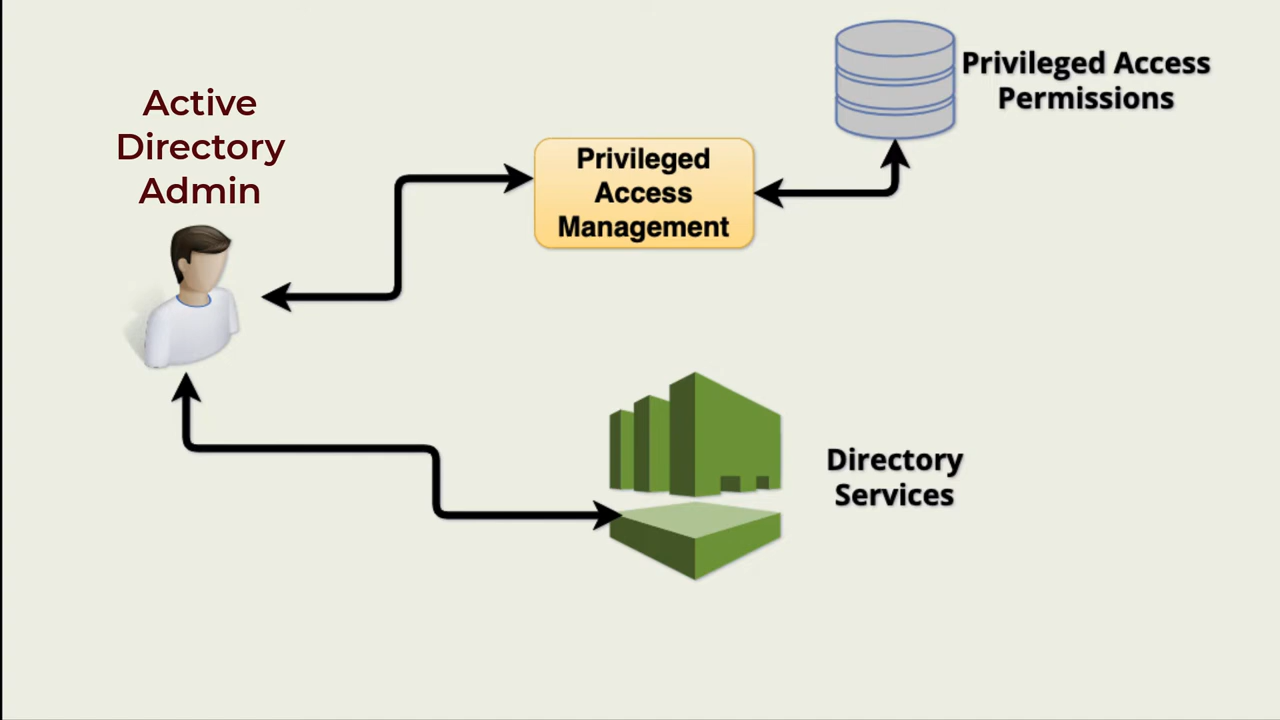 Active
Directory
Admin
Privileged
Access
Management
Privileged Access
Permissions
Directory
Services